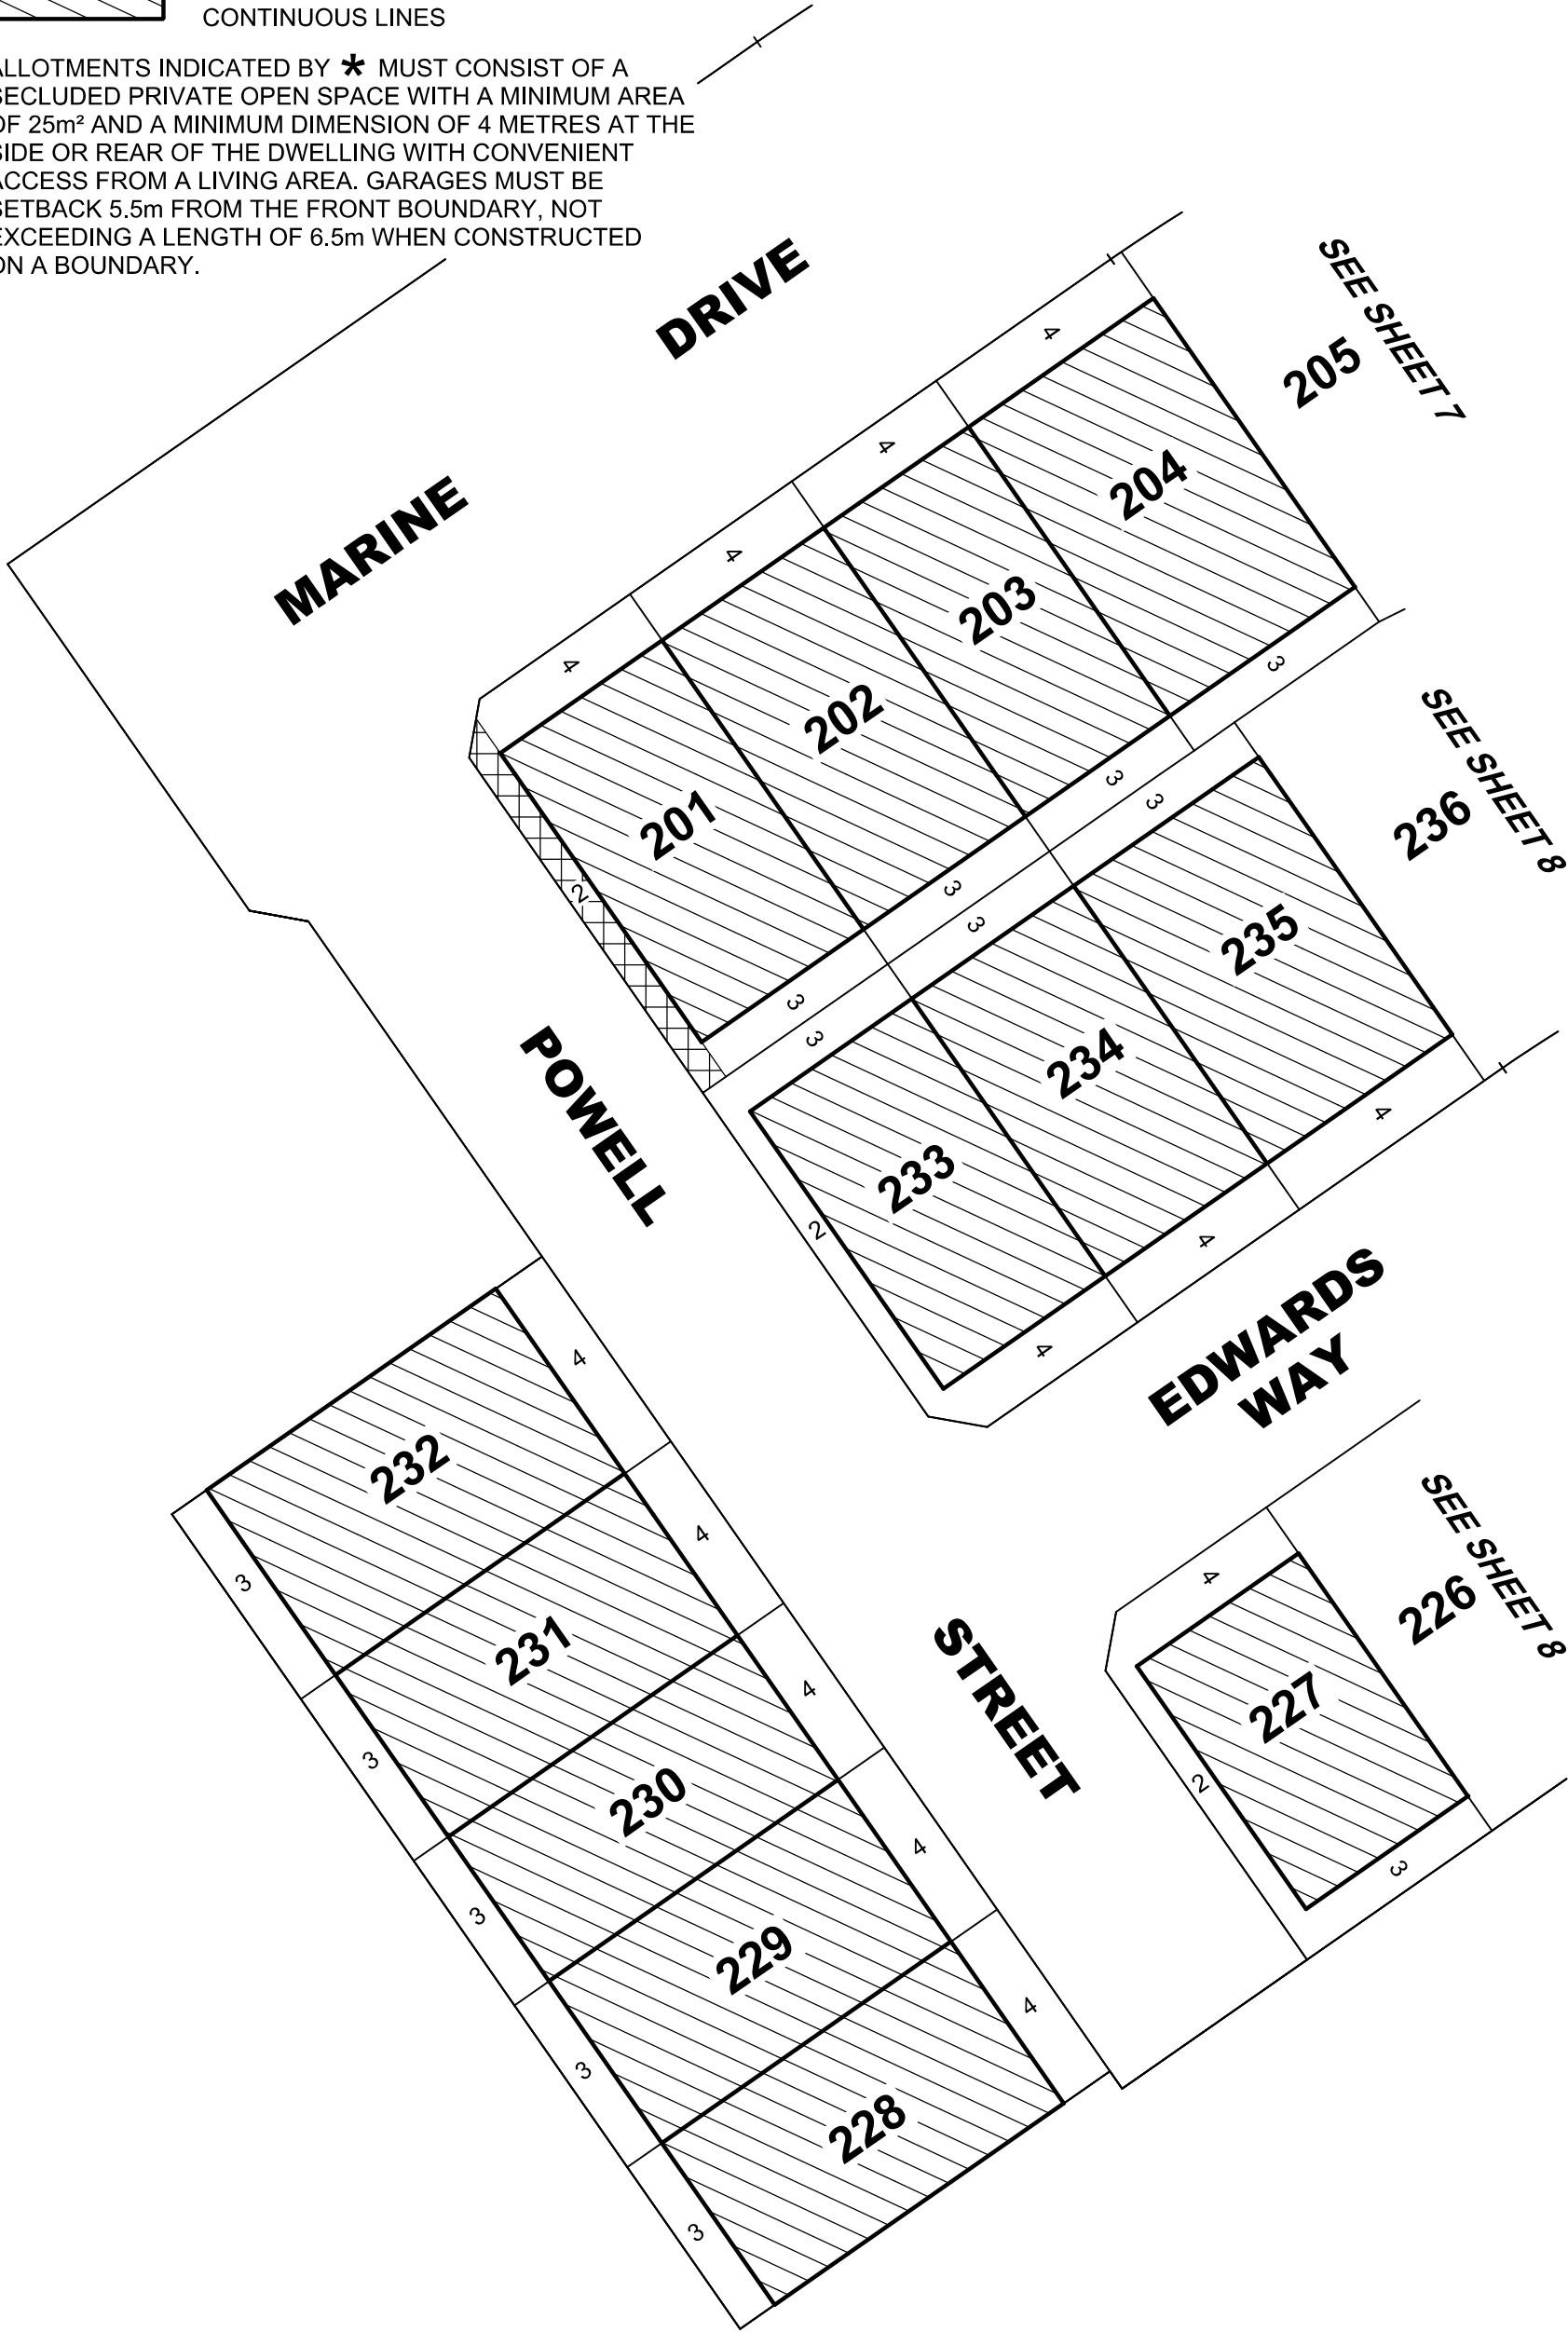 CONTINUOUS LINES
LLOTMENTS INDICATED BY * MUST CONSIST OF A
SECLUDED PRIVATE OPEN SPACE WITH A MINIMUM AREA
OF 25m² AND A MINIMUM DIMENSION OF 4 METRES AT THE
SIDE OR REAR OF THE DWELLING WITH CONVENIENT
ACCESS FROM A LIVING AREA. GARAGES MUST BE
SETBACK 5.5m FROM THE FRONT BOUNDARY, NOT
EXCEEDING A LENGTH OF 6.5m WHEN CONSTRUCTED
ON A BOUNDARY.
MARINE
DRIVE
SEE SHEET 7
205
4
204
3
4
203
3
4
202
3
4
201
3
2
SEE SHEET 8
236
3
235
4
3
234
4
3
233
4
2
POWELL
STREET
EDWARDS
WAY
SEE SHEET 8
226
4
227
2
3
4
232
3
4
231
3
4
230
3
4
229
3
4
228
3